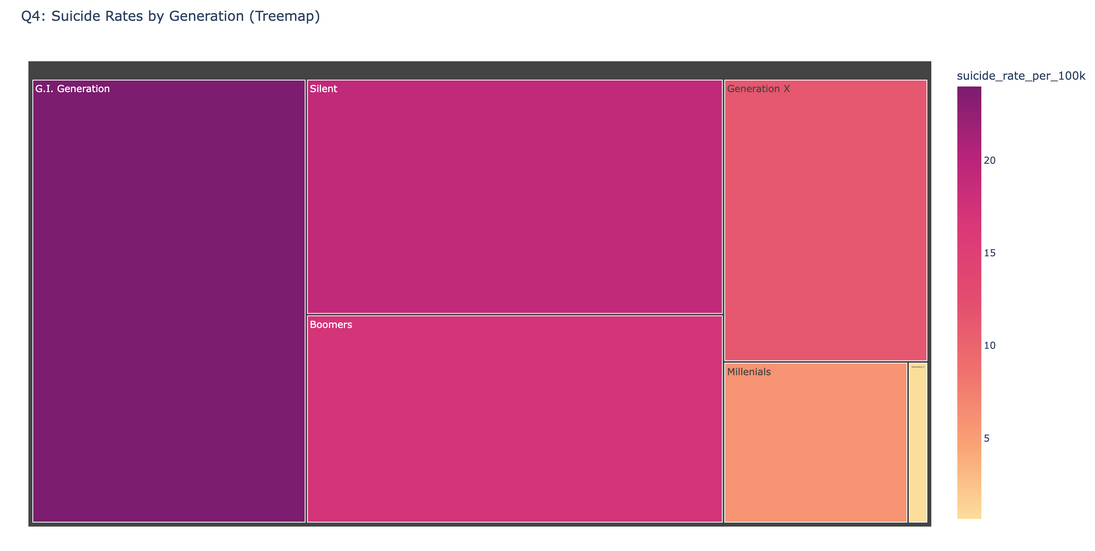 Q4: Suicide Rates by Generation (Treemap)
G.I. Generation
Silent
Generation X
Boomers
Millenials
suicide_rate_per_100k
20
15
10
5